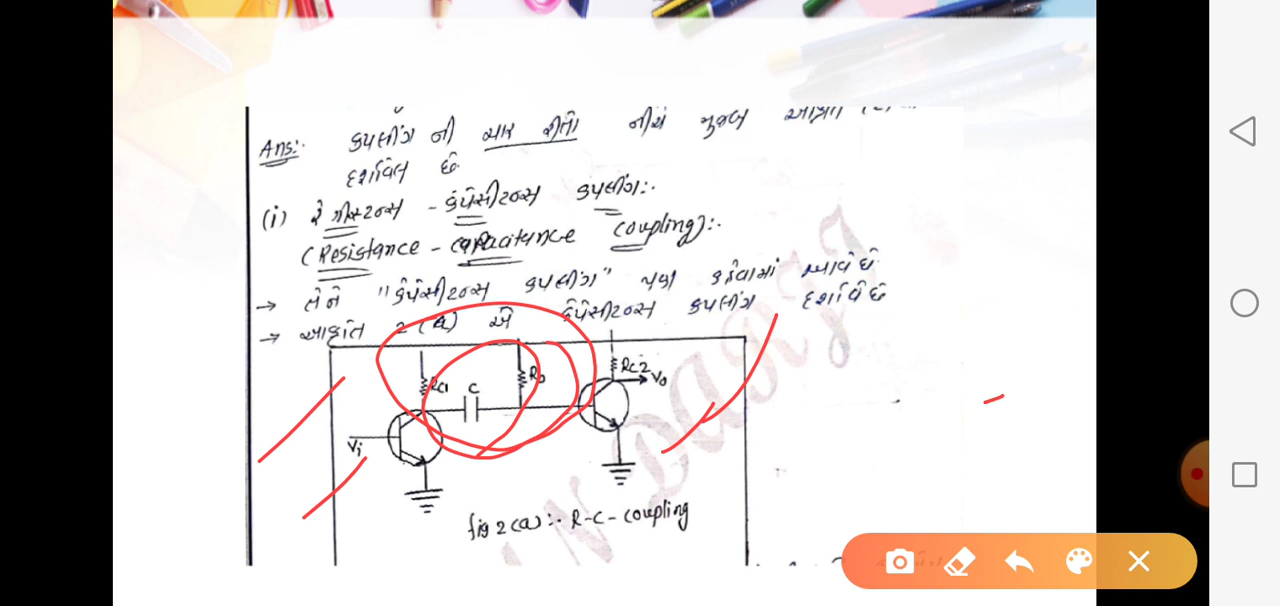 Ans:- કપલીંગ ની ચાર રીતો નીચે મુજબ
દર્શાવેલ છે.
(i) રેઝીસ્ટન્સ - કેપેસીટન્સ કપલીંગ:-
(Resistance - capacitance coupling):-
→ તેને "કેપેસીટન્સ કપલીંગ" પણ કહેવામાં આવે છે.
→ આકૃતિ 2(a) એ કેપેસીટન્સ કપલીંગ દર્શાવે છે
RC1 C Rb RC2 Vo
Vi
fig 2(a):- R-C-coupling